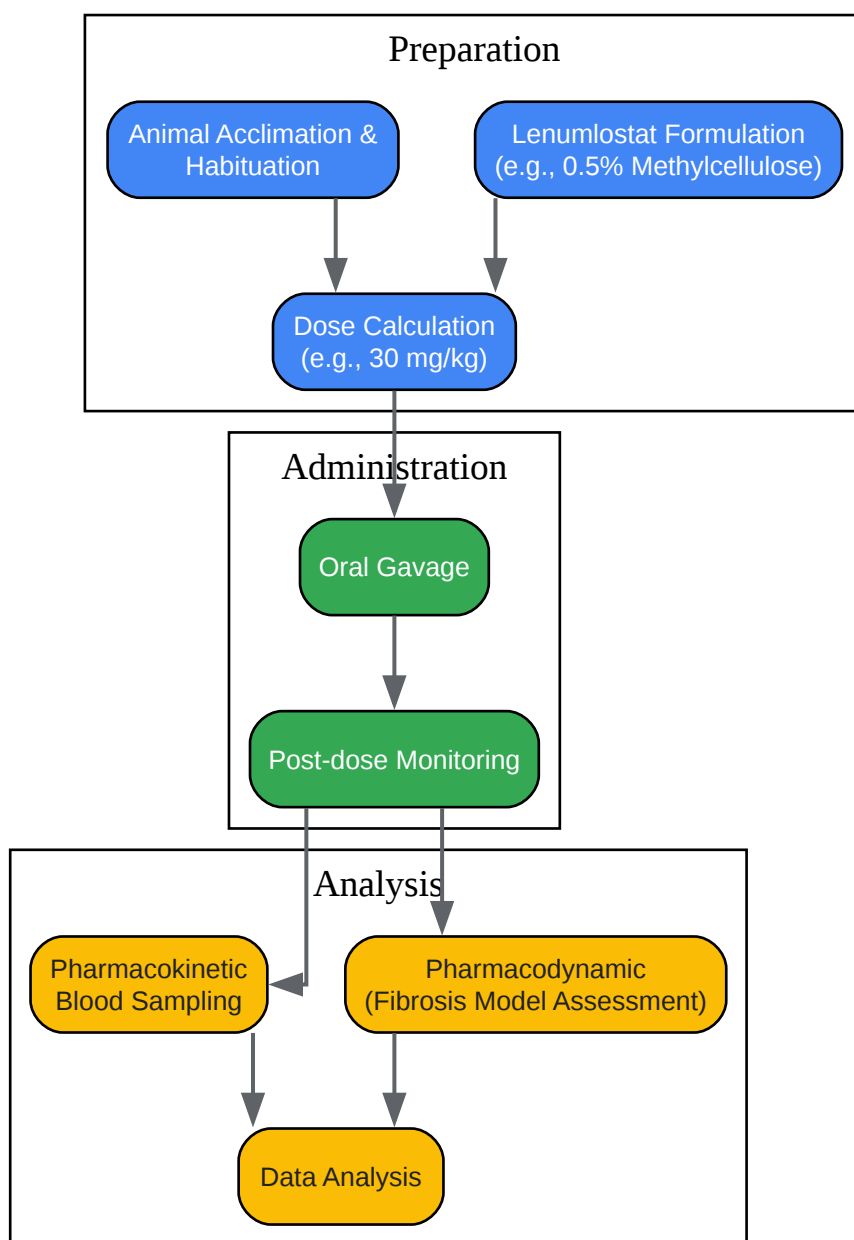 Preparation
Animal Acclimation &
Habituation
Lenumlostat Formulation
(e.g., 0.5% Methylcellulose)
Dose Calculation
(e.g., 30 mg/kg)
Administration
Oral Gavage
Post-dose Monitoring
Analysis
Pharmacokinetic
Blood Sampling
Pharmacodynamic
(Fibrosis Model Assessment)
Data Analysis